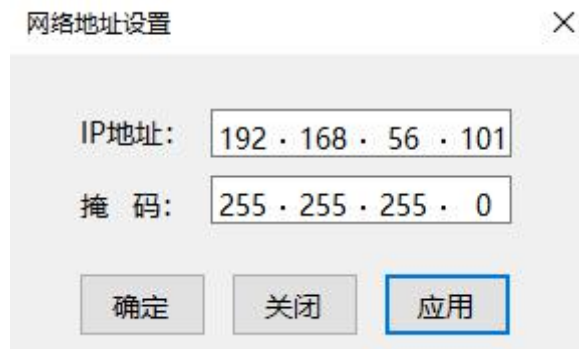 网络地址设置
IP地址: 192 . 168 . 56 . 101
掩 码: 255 . 255 . 255 . 0
确定 关闭 应用